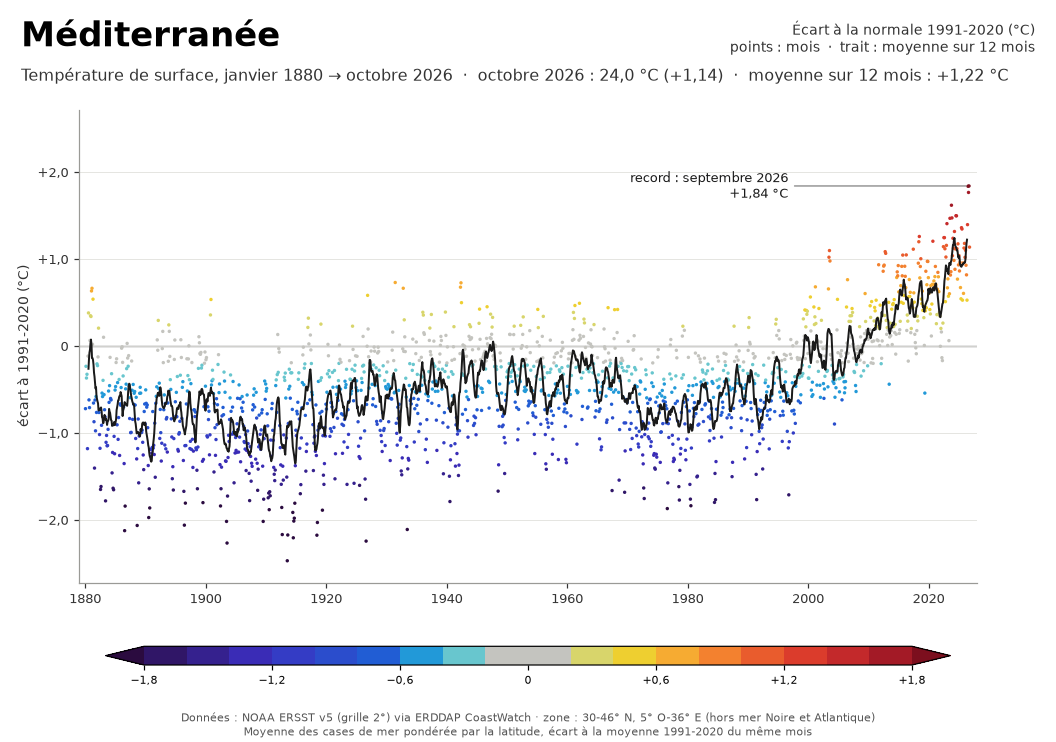 Méditerranée
Écart à la normale 1991-2020 (°C)
points : mois · trait : moyenne sur 12 mois
Température de surface, janvier 1880 → octobre 2026 · octobre 2026 : 24,0 °C (+1,14) · moyenne sur 12 mois : +1,22 °C
écart à 1991-2020 (°C)
+2,0
+1,0
0
−1,0
−2,0
record : septembre 2026
+1,84 °C
1880 1900 1920 1940 1960 1980 2000 2020
−1,8 −1,2 −0,6 0 +0,6 +1,2 +1,8
Données : NOAA ERSST v5 (grille 2°) via ERDDAP CoastWatch · zone : 30-46° N, 5° O-36° E (hors mer Noire et Atlantique)
Moyenne des cases de mer pondérée par la latitude, écart à la moyenne 1991-2020 du même mois